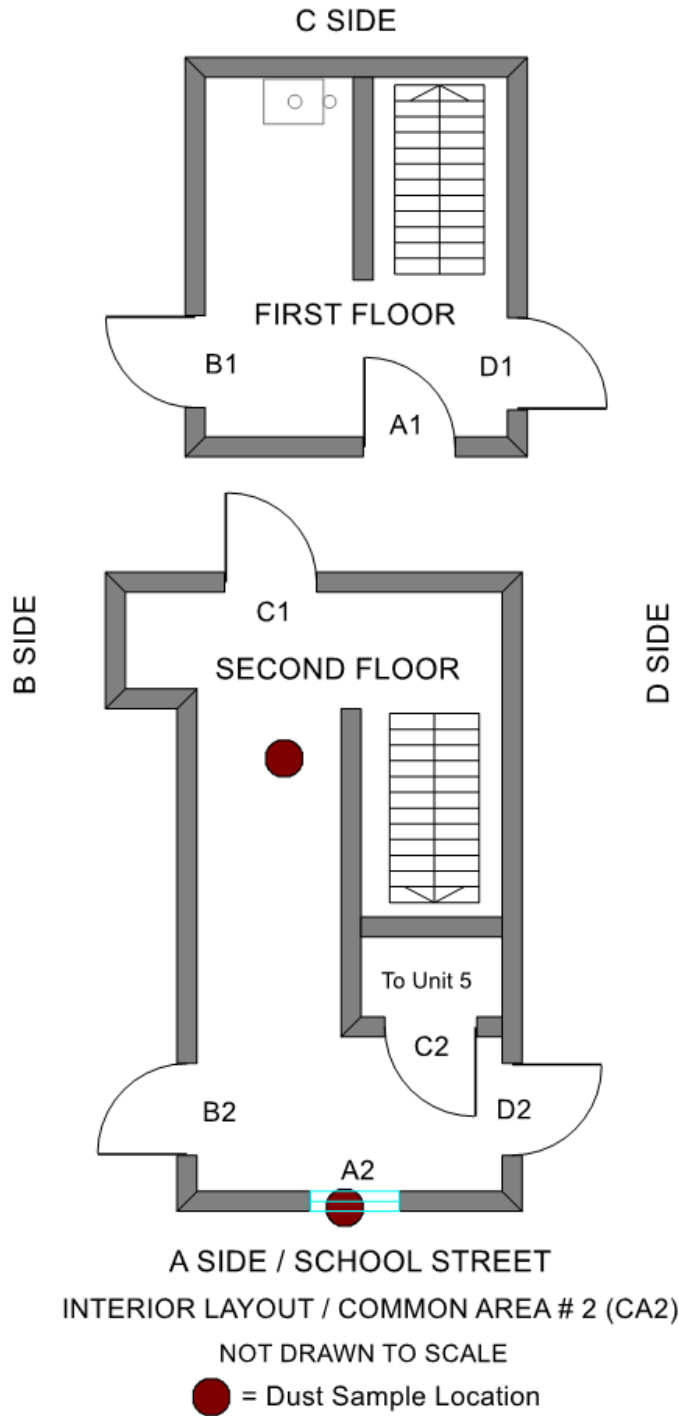 C SIDE
FIRST FLOOR
B1
D1
A1
C1
B SIDE
SECOND FLOOR
D SIDE
To Unit 5
C2
B2
D2
A2
A SIDE / SCHOOL STREET
INTERIOR LAYOUT / COMMON AREA # 2 (CA2)
NOT DRAWN TO SCALE
= Dust Sample Location